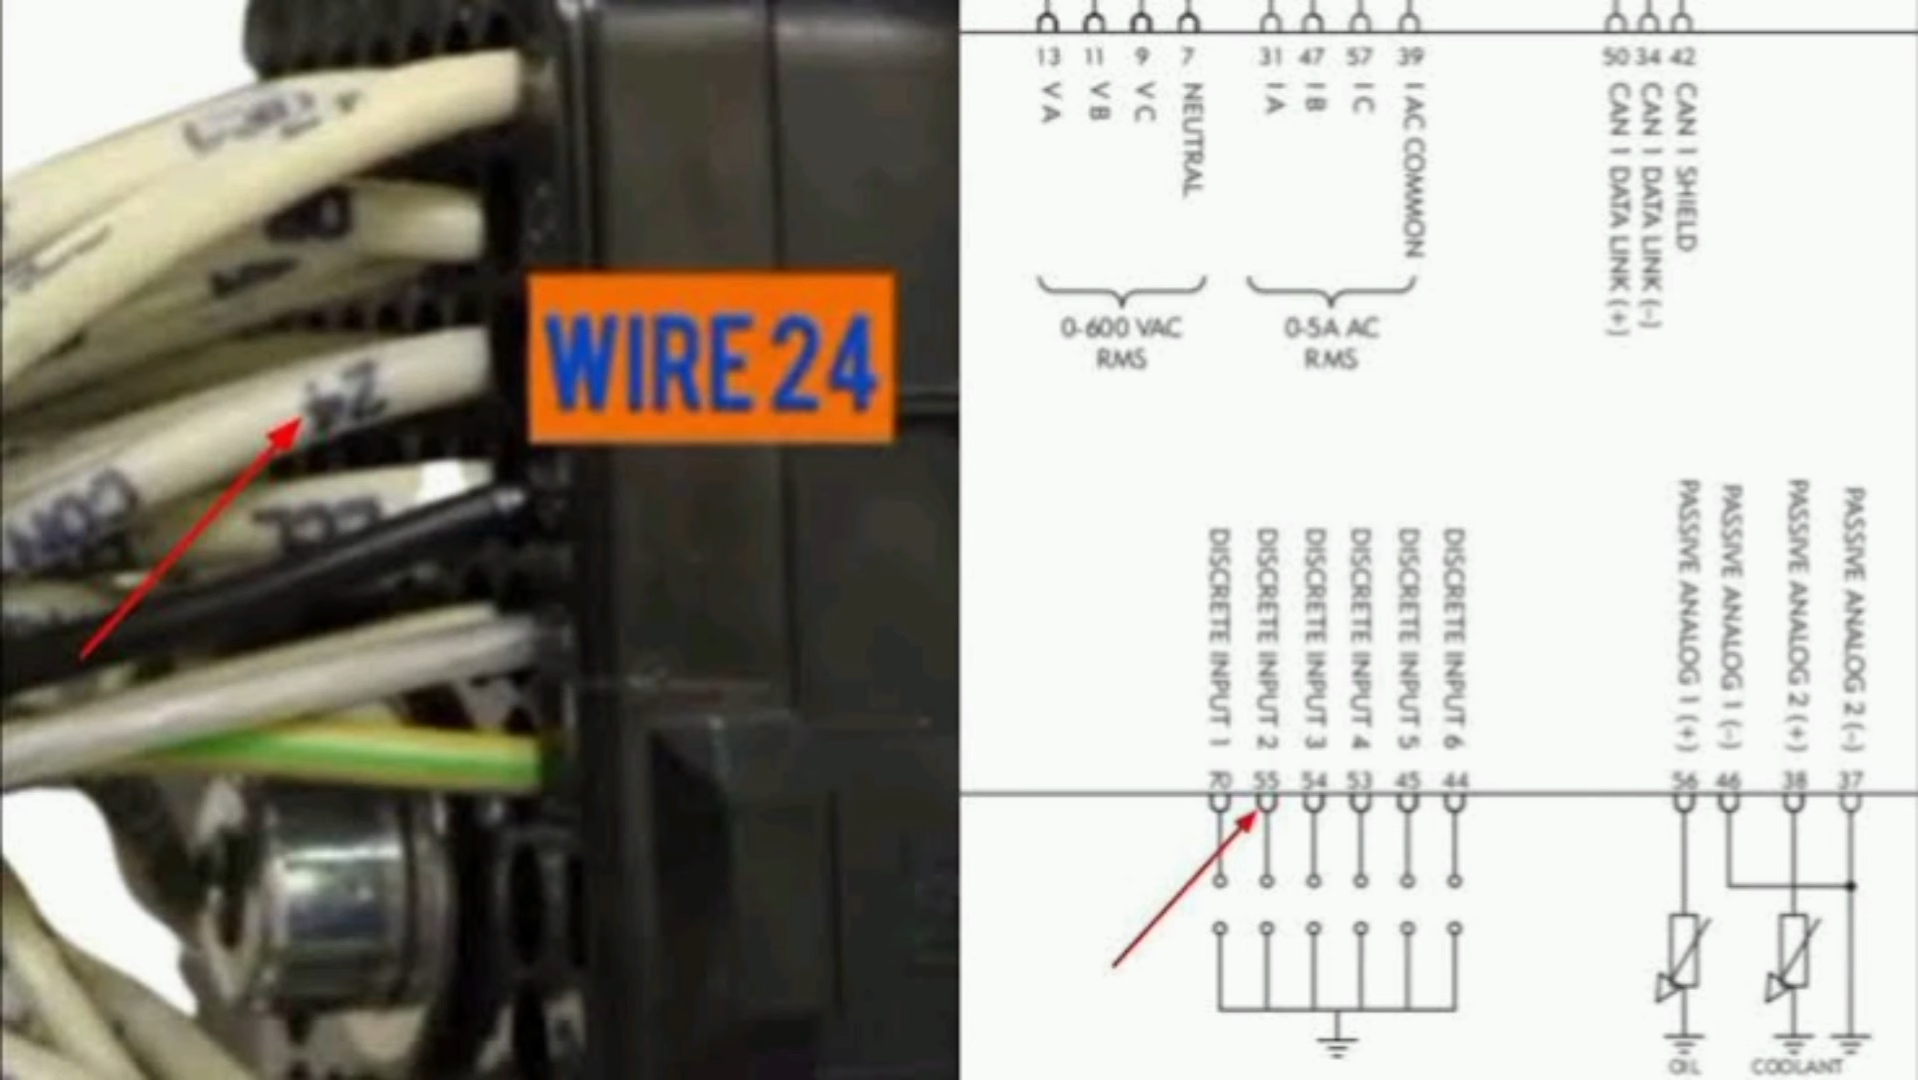 24
WIRE 24
13 11 9 7 31 47 57 39 50 34 42
V A
V B
V C
NEUTRAL
I A
I B
I C
I AC COMMON
CAN 1 DATA LINK (+)
CAN 1 DATA LINK (-)
CAN 1 SHIELD
0-600 VAC
RMS
0-5A AC
RMS
DISCRETE INPUT 1
DISCRETE INPUT 2
DISCRETE INPUT 3
DISCRETE INPUT 4
DISCRETE INPUT 5
DISCRETE INPUT 6
PASSIVE ANALOG 1 (+)
PASSIVE ANALOG 1 (-)
PASSIVE ANALOG 2 (+)
PASSIVE ANALOG 2 (-)
70 55 54 53 45 44 56 46 38 37
OIL
COOLANT